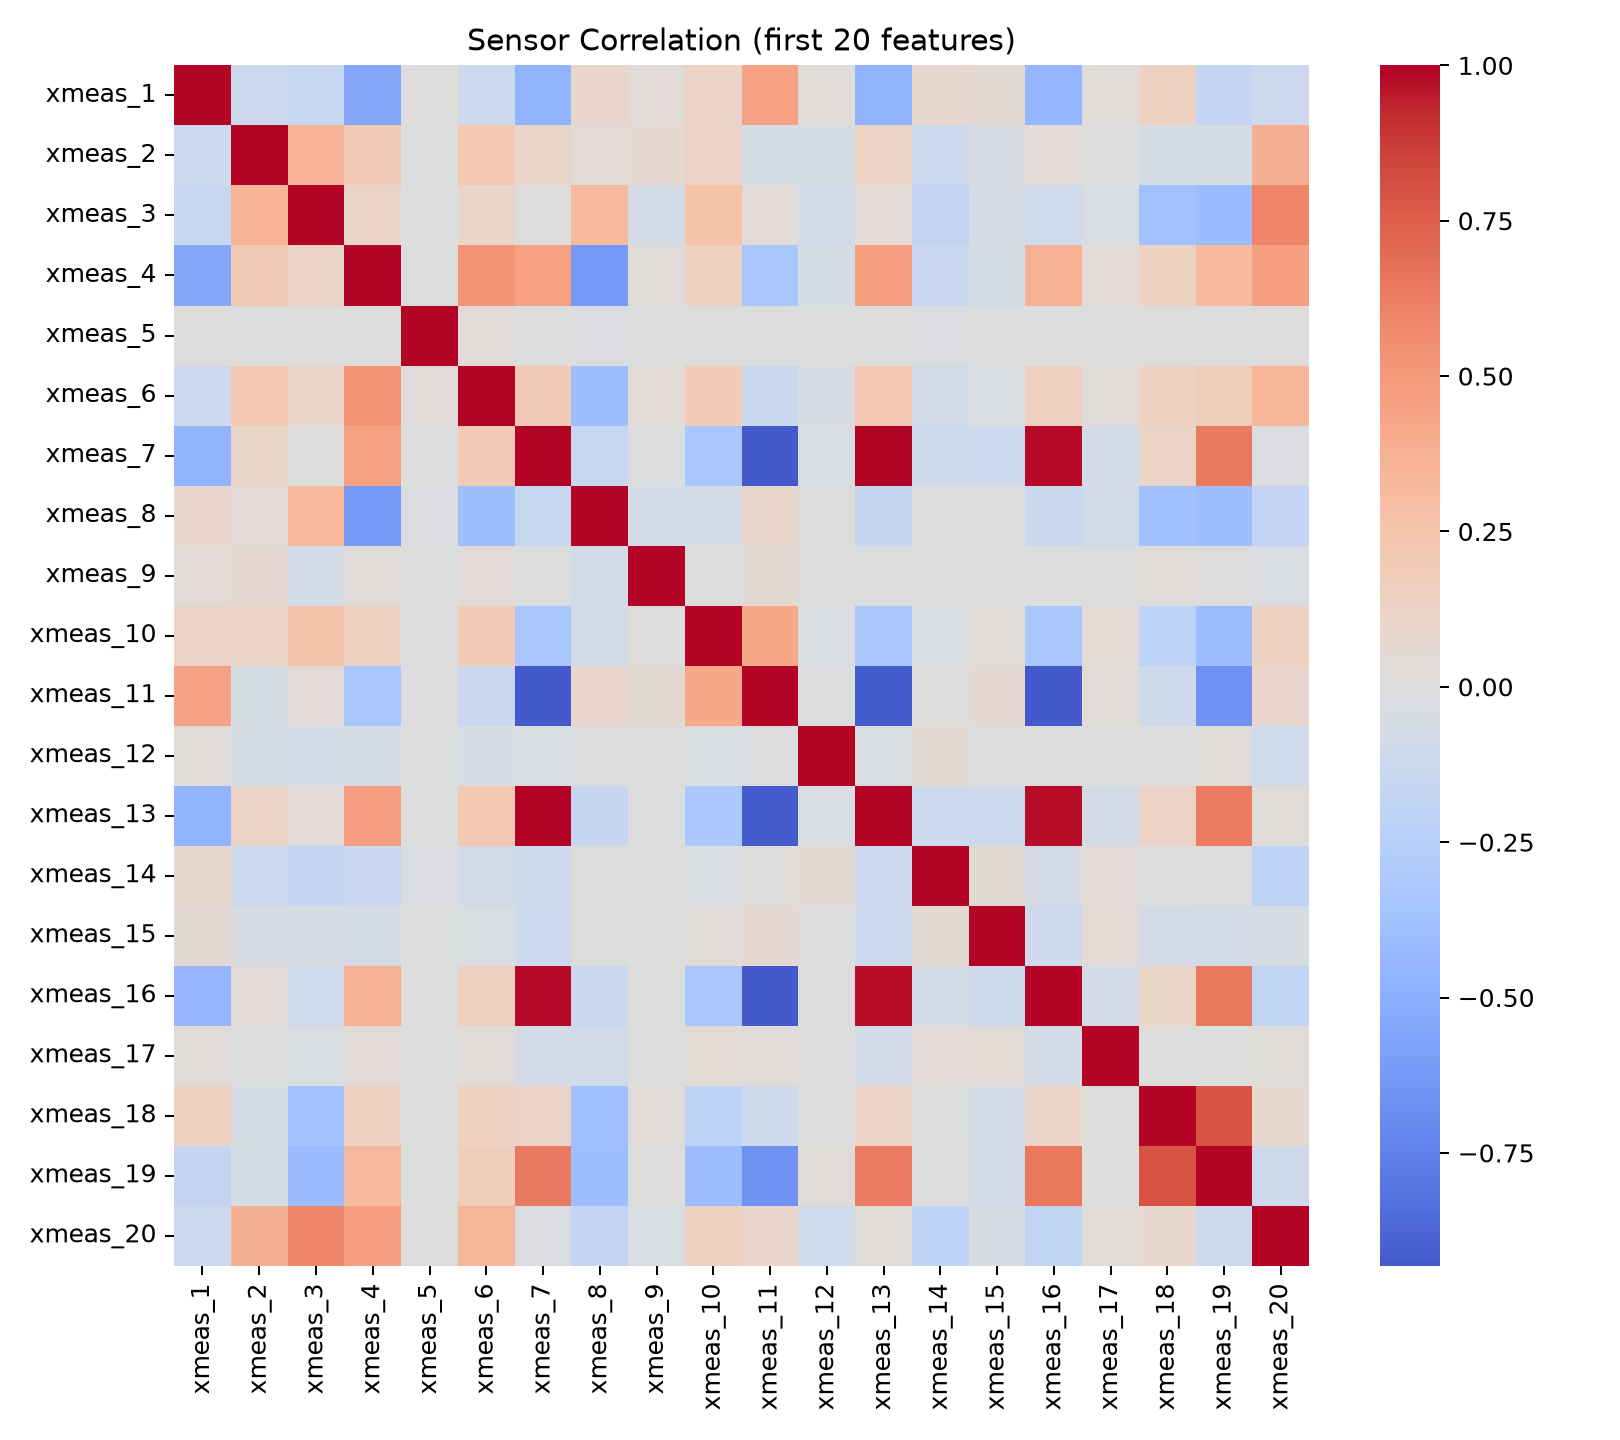 Sensor Correlation (first 20 features)
xmeas_1
xmeas_2
xmeas_3
xmeas_4
xmeas_5
xmeas_6
xmeas_7
xmeas_8
xmeas_9
xmeas_10
xmeas_11
xmeas_12
xmeas_13
xmeas_14
xmeas_15
xmeas_16
xmeas_17
xmeas_18
xmeas_19
xmeas_20
xmeas_1
xmeas_2
xmeas_3
xmeas_4
xmeas_5
xmeas_6
xmeas_7
xmeas_8
xmeas_9
xmeas_10
xmeas_11
xmeas_12
xmeas_13
xmeas_14
xmeas_15
xmeas_16
xmeas_17
xmeas_18
xmeas_19
xmeas_20
1.00
0.75
0.50
0.25
0.00
−0.25
−0.50
−0.75